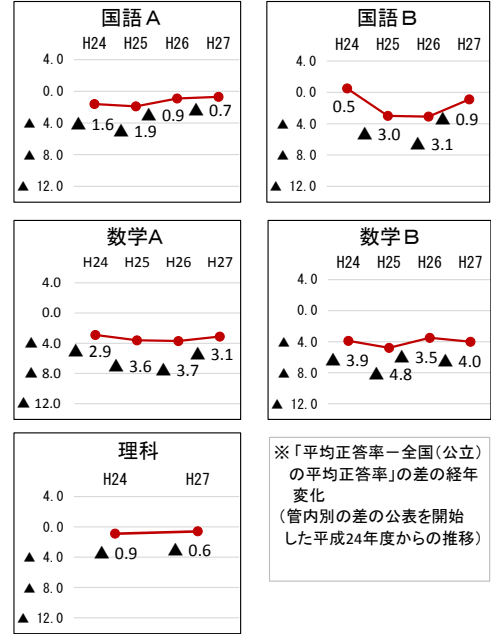 国語A
H24 H25 H26 H27
4.0
0.0
▲ 4.0
▲ 8.0
▲ 12.0
▲ 1.6
▲ 1.9
▲ 0.9
▲ 0.7
国語B
H24 H25 H26 H27
4.0
0.0
▲ 4.0
▲ 8.0
▲ 12.0
0.5
▲ 3.0
▲ 3.1
▲ 0.9
数学A
H24 H25 H26 H27
4.0
0.0
▲ 4.0
▲ 8.0
▲ 12.0
▲ 2.9
▲ 3.6
▲ 3.7
▲ 3.1
数学B
H24 H25 H26 H27
4.0
0.0
▲ 4.0
▲ 8.0
▲ 12.0
▲ 3.9
▲ 4.8
▲ 3.5
▲ 4.0
理科
H24 H27
4.0
0.0
▲ 4.0
▲ 8.0
▲ 12.0
▲ 0.9
▲ 0.6
※「平均正答率－全国(公立)
の平均正答率」の差の経年
変化
(管内別の差の公表を開始
した平成24年度からの推移)